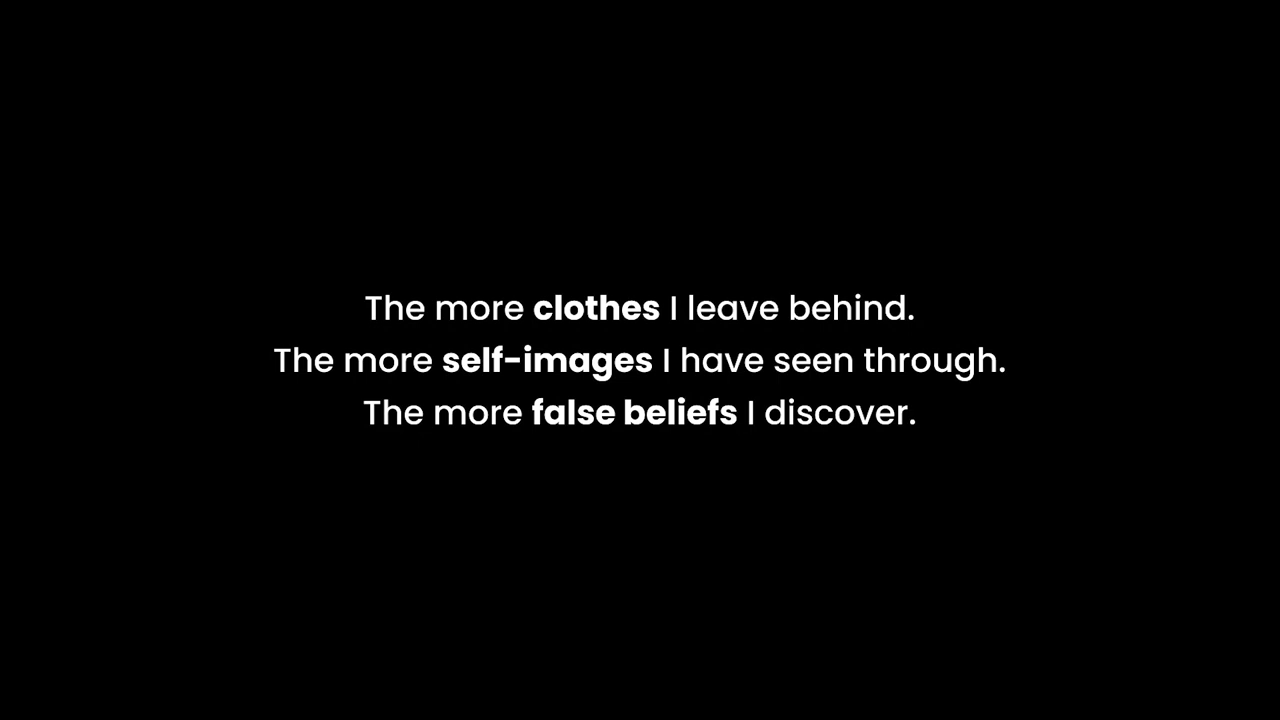 The more clothes I leave behind.
The more self-images I have seen through.
The more false beliefs I discover.